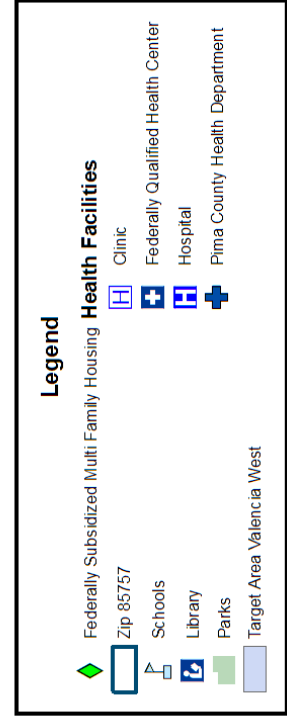 Legend
Federally Subsidized Multi Family Housing
Zip 85757
Schools
Library
Parks
Target Area Valencia West
Health Facilities
H Clinic
Federally Qualified Health Center
H Hospital
Pima County Health Department